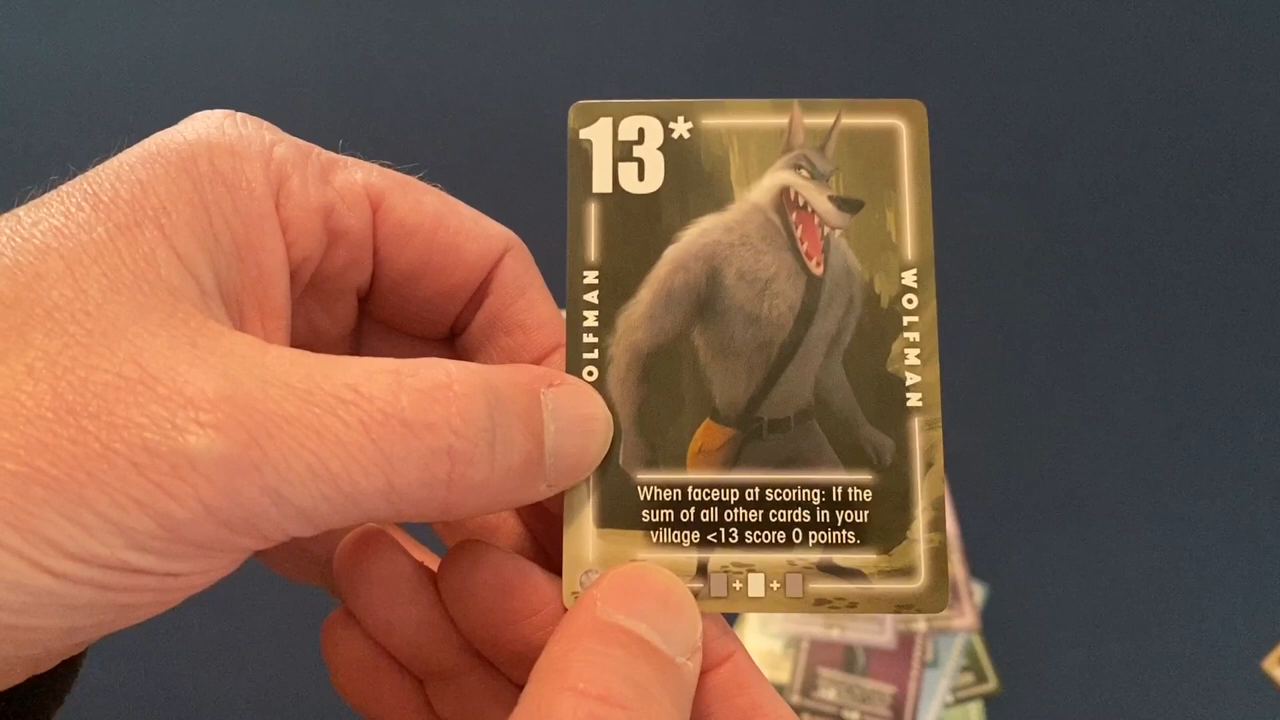 13*
OLFMAN
WOLFMAN
When faceup at scoring: If the
sum of all other cards in your
village <13 score 0 points.
+ +